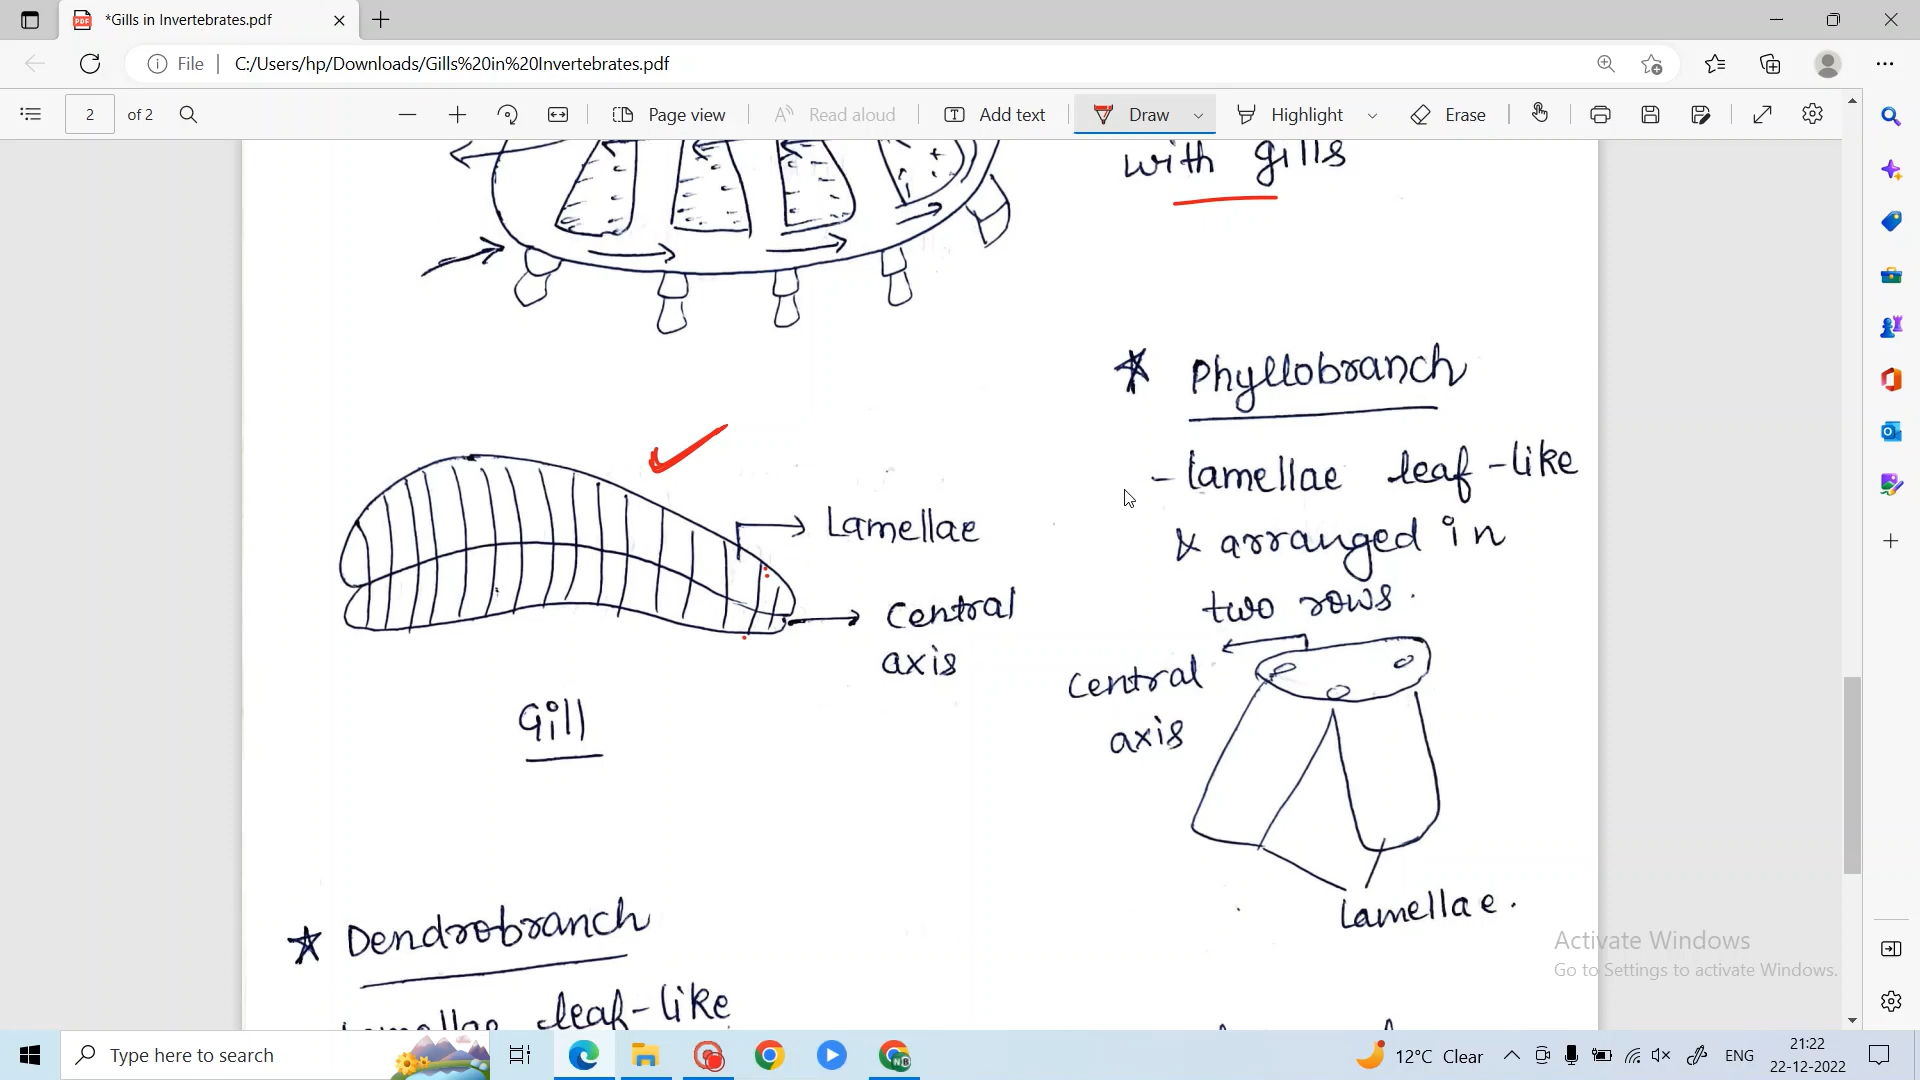 *Gills in Invertebrates.pdf
File
C:/Users/hp/Downloads/Gills%20in%20Invertebrates.pdf
2 of 2
Page view
Read aloud
Add text
Draw
Highlight
Erase
with gills
* Phyllobranch
- lamellae leaf-like
& arranged in
two rows.
Lamellae
Central
axis
Gill
Central
axis
Lamellae.
* Dendrobranch
lamellae leaf-like
Activate Windows
Go to Settings to activate Windows.
Type here to search
12°C Clear
ENG
21:22
22-12-2022